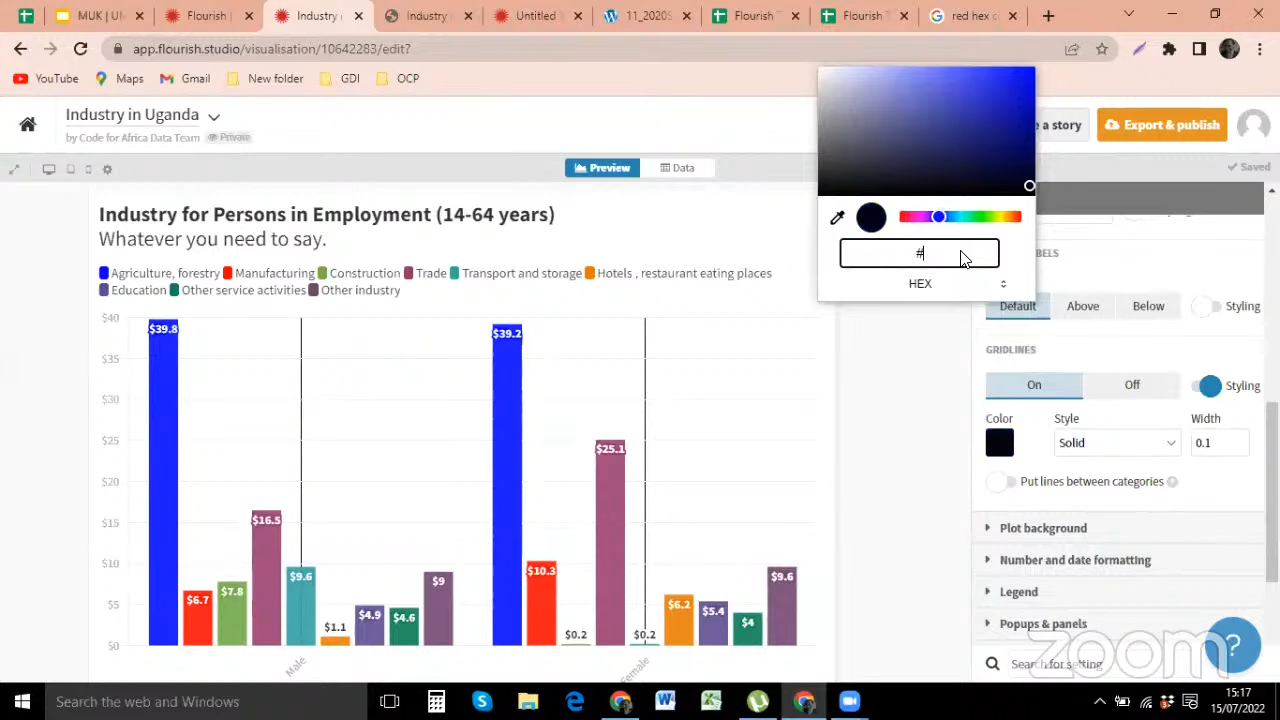 MUK | U
Flourish
Industry
Industry
Untitled
11_2020S
Flourish
Flourish T
red hex c
app.flourish.studio/visualisation/10642283/edit?
YouTube Maps Gmail New folder GDI OCP
Industry in Uganda
by Code for Africa Data Team Private
e a story
Export & publish
Preview
Data
Saved
Industry for Persons in Employment (14-64 years)
Whatever you need to say.
Agriculture, forestry Manufacturing Construction Trade Transport and storage Hotels , restaurant eating places
Education Other service activities Other industry
$40
$35
$30
$25
$20
$15
$10
$5
$0
$39.8
$6.7
$7.8
$16.5
$9.6
$1.1
$4.9
$4.6
$9
$39.2
$10.3
$0.2
$25.1
$0.2
$6.2
$5.4
$4
$9.6
Male
Female
#
HEX
ABELS
Default Above Below Styling
GRIDLINES
On Off Styling
Color Style Width
Solid 0.1
Put lines between categories ?
Plot background
Number and date formatting
Legend
Popups & panels
Search for setting
?
zoom
Search the web and Windows
15:17
15/07/2022